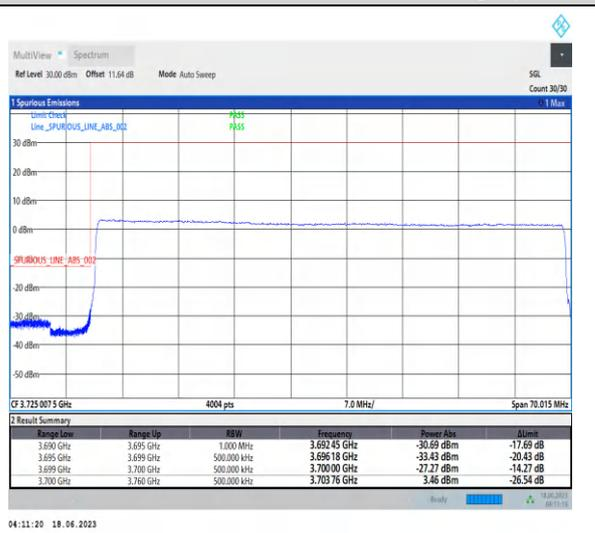 MultiView Spectrum
Ref Level 30.00 dBm Offset 11.64 dB Mode Auto Sweep SGL
Count 30/30
1 Spurious Emissions 1 Max
Limit Check PASS
Line _SPURIOUS_LINE_ABS_002 PASS
30 dBm
20 dBm
10 dBm
0 dBm
_SPURIOUS_LINE_ABS_002
-20 dBm
-30 dBm
-40 dBm
-50 dBm
CF 3.725 007 5 GHz 4004 pts 7.0 MHz/ Span 70.015 MHz
2 Result Summary
Range Low Range Up RBW Frequency Power Abs ΔLimit
3.690 GHz 3.695 GHz 1.000 MHz 3.692 45 GHz -30.69 dBm -17.69 dB
3.695 GHz 3.699 GHz 500.000 kHz 3.696 18 GHz -33.43 dBm -20.43 dB
3.699 GHz 3.700 GHz 500.000 kHz 3.700 00 GHz -27.27 dBm -14.27 dB
3.700 GHz 3.760 GHz 500.000 kHz 3.703 76 GHz 3.46 dBm -26.54 dB
Ready 18.06.2023
04:11:20 18.06.2023